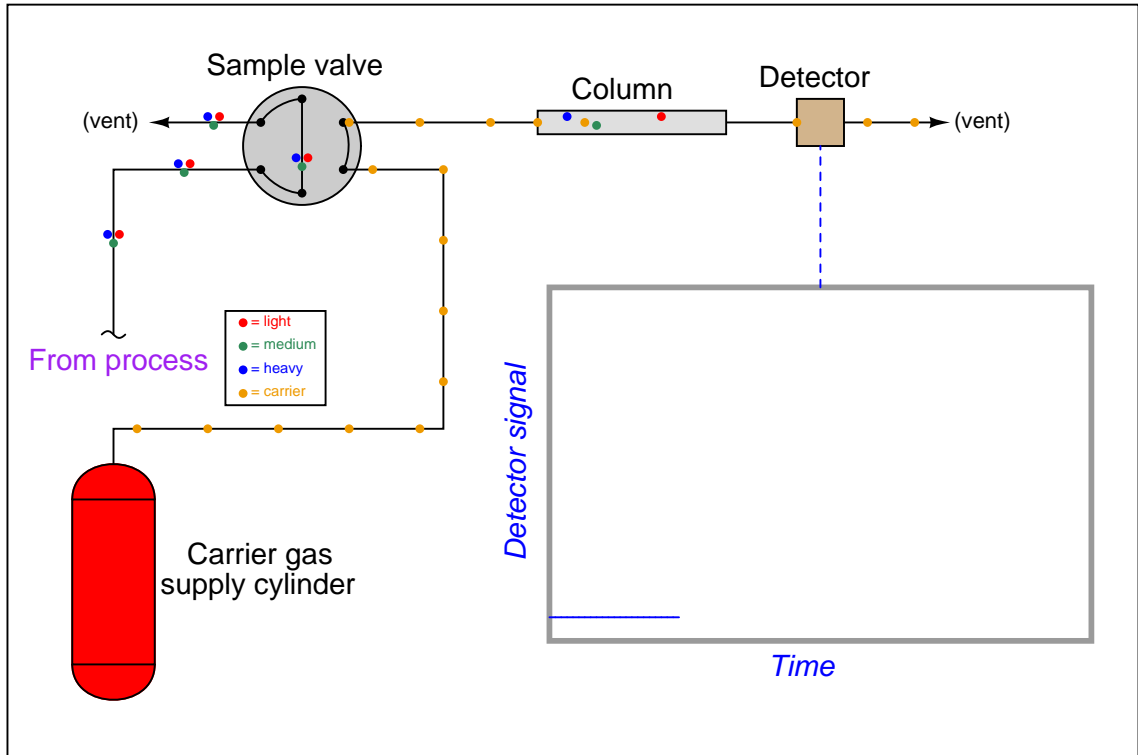 Sample valve
Column
Detector
(vent)
(vent)
= light
= medium
= heavy
= carrier
From process
Detector signal
Carrier gas
supply cylinder
Time